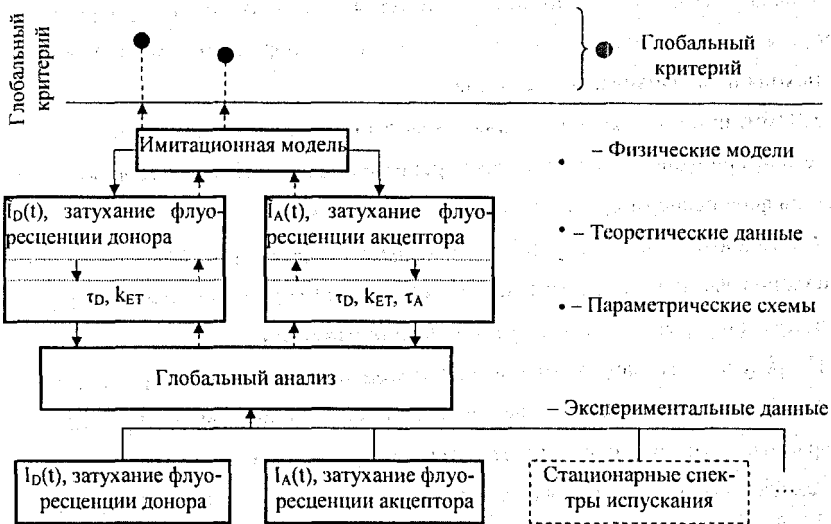 Глобальный
критерий
Глобальный
критерий
Имитационная модель
– Физические модели
I_D(t), затухание флуо-
ресценции донора
I_A(t), затухание флуо-
ресценции акцептора
• – Теоретические данные
τ_D, k_ET
τ_D, k_ET, τ_A
• – Параметрические схемы
Глобальный анализ
– Экспериментальные данные
I_D(t), затухание флуо-
ресценции донора
I_A(t), затухание флуо-
ресценции акцептора
Стационарные спек-
тры испускания
...